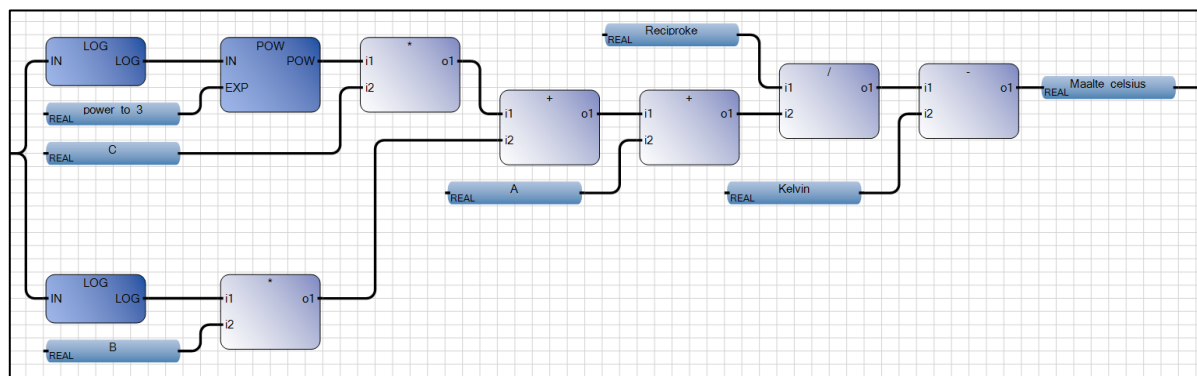 LOG
IN LOG
POW
IN POW
EXP
*
i1 o1
i2
REAL power to 3
REAL C
+
i1 o1
i2
+
i1 o1
i2
REAL A
REAL Reciproke
/
i1 o1
i2
-
i1 o1
i2
REAL Kelvin
REAL Maalte celsius
LOG
IN LOG
*
i1 o1
i2
REAL B